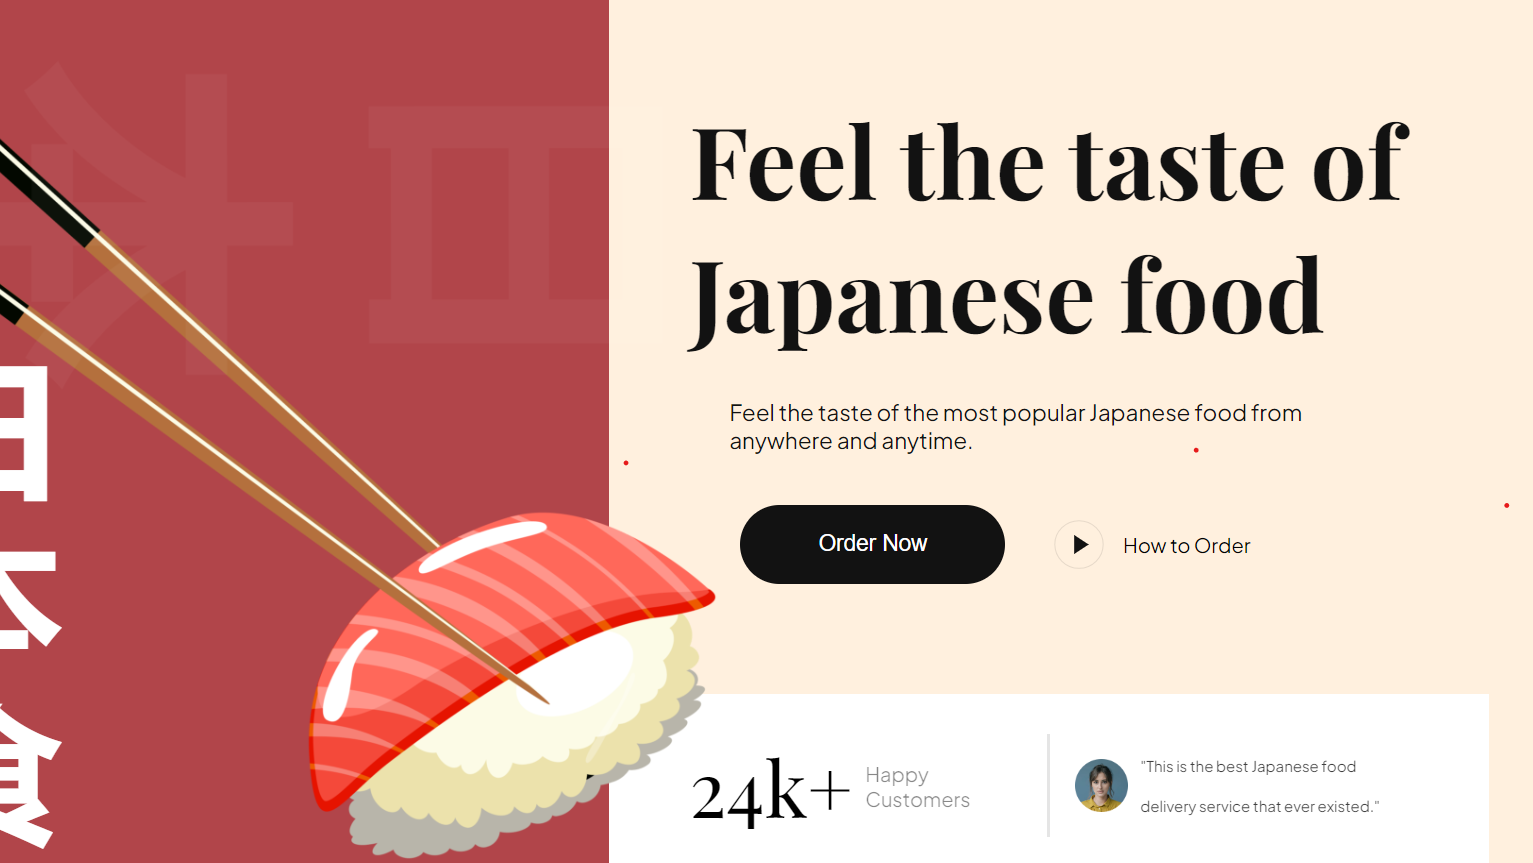 日
本
食
Feel the taste of
Japanese food
Feel the taste of the most popular Japanese food from
anywhere and anytime.
Order Now
How to Order
24k+
Happy
Customers
"This is the best Japanese food
delivery service that ever existed."